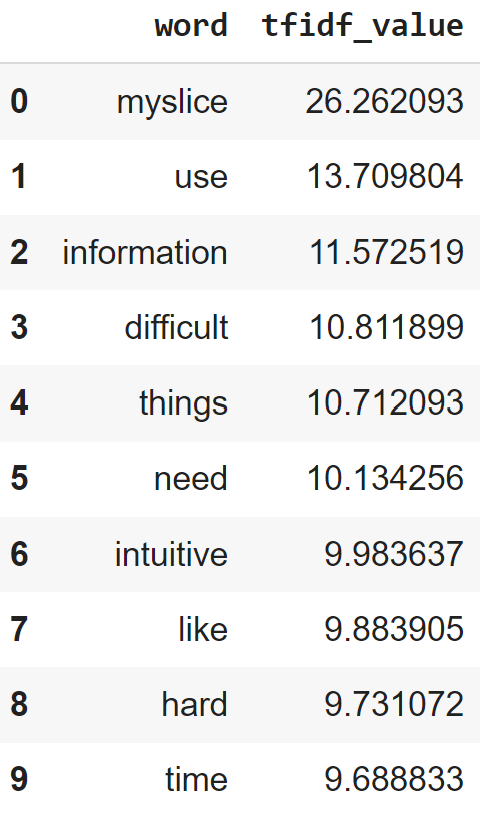 word tfidf_value
0 myslice 26.262093
1 use 13.709804
2 information 11.572519
3 difficult 10.811899
4 things 10.712093
5 need 10.134256
6 intuitive 9.983637
7 like 9.883905
8 hard 9.731072
9 time 9.688833